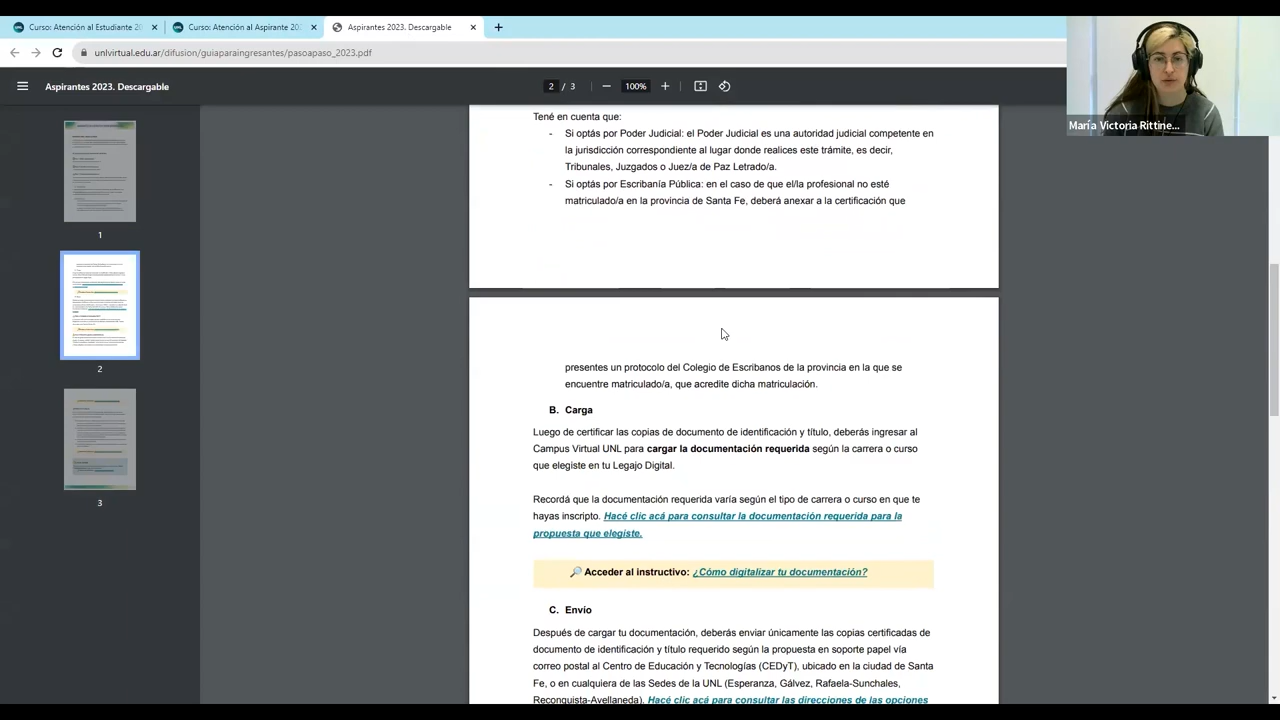 Curso: Atención al Estudiante 20
Curso: Atención al Aspirante 20
Aspirantes 2023. Descargable
unlvirtual.edu.ar/difusion/guiaparaingresantes/pasoapaso_2023.pdf
Aspirantes 2023. Descargable
2 / 3
100%
María Victoria Rittine...
1
2
3
Tené en cuenta que:
- Si optás por Poder Judicial: el Poder Judicial es una autoridad judicial competente en
la jurisdicción correspondiente al lugar donde realices este trámite, es decir,
Tribunales, Juzgados o Juez/a de Paz Letrado/a.
- Si optás por Escribanía Pública: en el caso de que el/la profesional no esté
matriculado/a en la provincia de Santa Fe, deberá anexar a la certificación que
presentes un protocolo del Colegio de Escribanos de la provincia en la que se
encuentre matriculado/a, que acredite dicha matriculación.
B. Carga
Luego de certificar las copias de documento de identificación y título, deberás ingresar al
Campus Virtual UNL para cargar la documentación requerida según la carrera o curso
que elegiste en tu Legajo Digital.
Recordá que la documentación requerida varía según el tipo de carrera o curso en que te
hayas inscripto. Hacé clic acá para consultar la documentación requerida para la
propuesta que elegiste.
Acceder al instructivo: ¿Cómo digitalizar tu documentación?
C. Envío
Después de cargar tu documentación, deberás enviar únicamente las copias certificadas de
documento de identificación y título requerido según la propuesta en soporte papel vía
correo postal al Centro de Educación y Tecnologías (CEDyT), ubicado en la ciudad de Santa
Fe, o en cualquiera de las Sedes de la UNL (Esperanza, Gálvez, Rafaela-Sunchales,
Reconquista-Avellaneda). Hacé clic acá para consultar las direcciones de las opciones